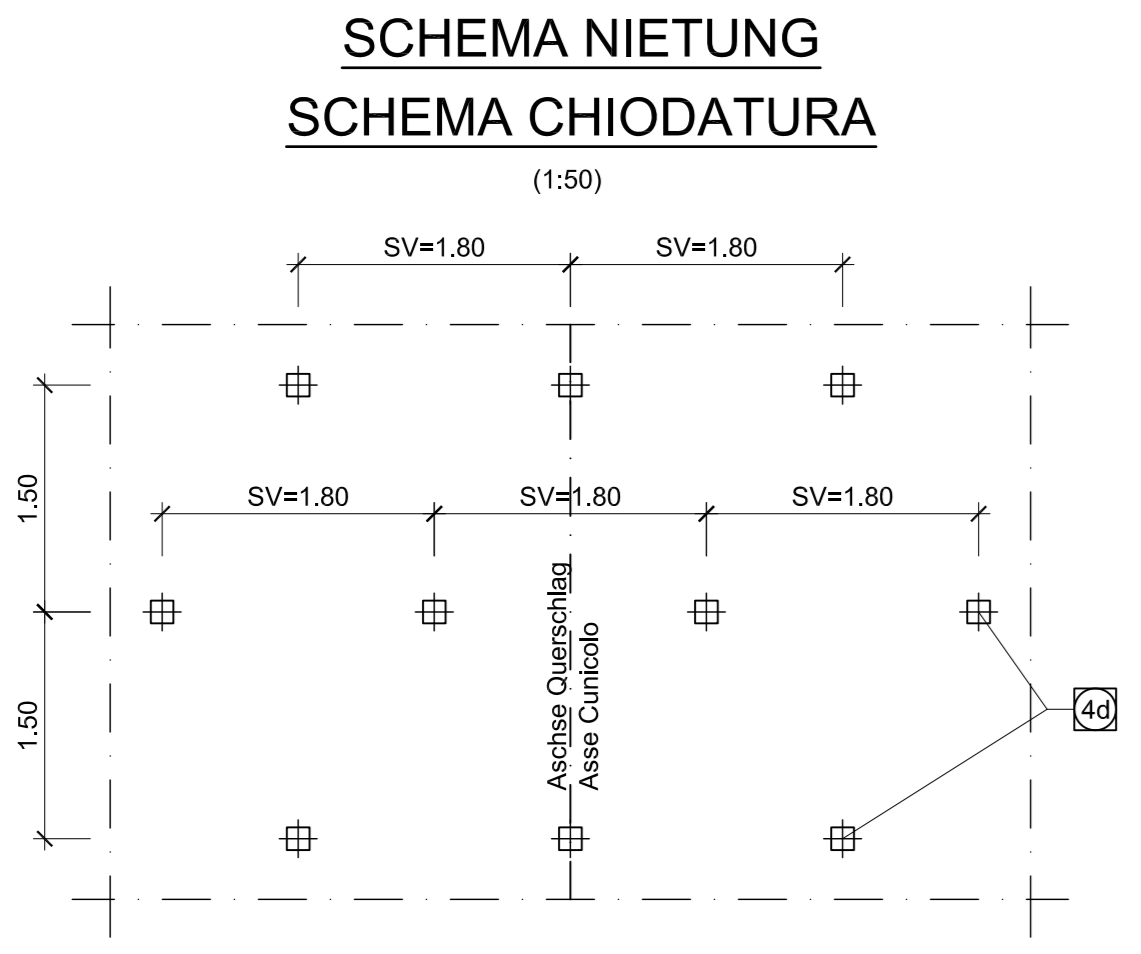 SCHEMA NIETUNG
SCHEMA CHIODATURA
(1:50)
SV=1.80
SV=1.80
1.50
SV=1.80
SV=1.80
SV=1.80
Aschse Querschlag
Asse Cunicolo
1.50
4d